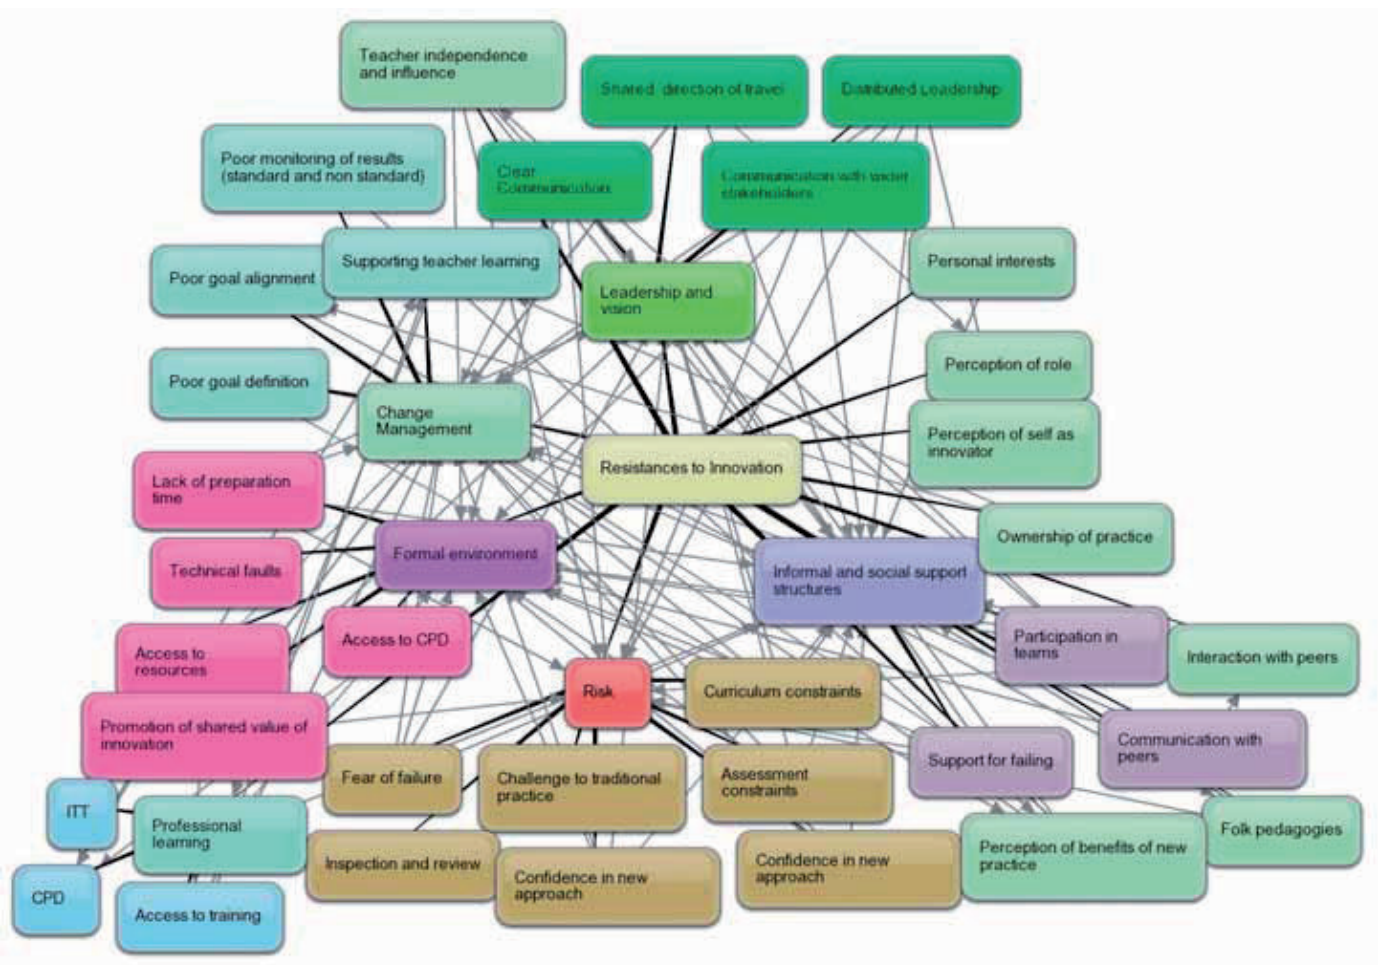 Teacher independence
and influence
Shared direction of travel
Distributed Leadership
Poor monitoring of results
(standard and non standard)
Clear
Communication
Communication with wider
stakeholders
Supporting teacher learning
Personal interests
Poor goal alignment
Leadership and
vision
Perception of role
Poor goal definition
Change
Management
Perception of self as
innovator
Resistances to Innovation
Lack of preparation
time
Ownership of practice
Formal environment
Technical faults
Informal and social support
structures
Access to CPD
Participation in
teams
Access to
resources
Interaction with peers
Risk
Curriculum constraints
Promotion of shared value of
innovation
Communication with
peers
Support for failing
Fear of failure
Challenge to traditional
practice
Assessment
constraints
ITT
Professional
learning
Folk pedagogies
Perception of benefits of new
practice
Inspection and review
Confidence in new
approach
Confidence in new
approach
CPD
Access to training